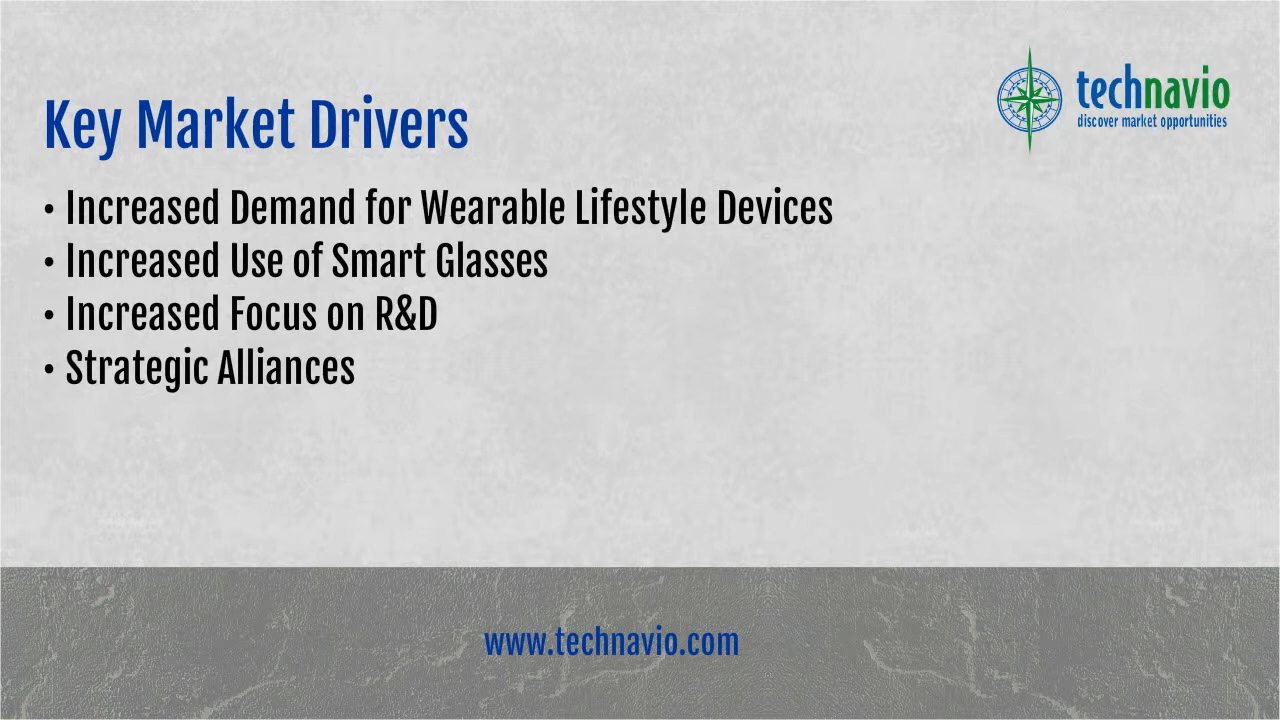 technavio
discover market opportunities
Key Market Drivers
• Increased Demand for Wearable Lifestyle Devices
• Increased Use of Smart Glasses
• Increased Focus on R&D
• Strategic Alliances
www.technavio.com